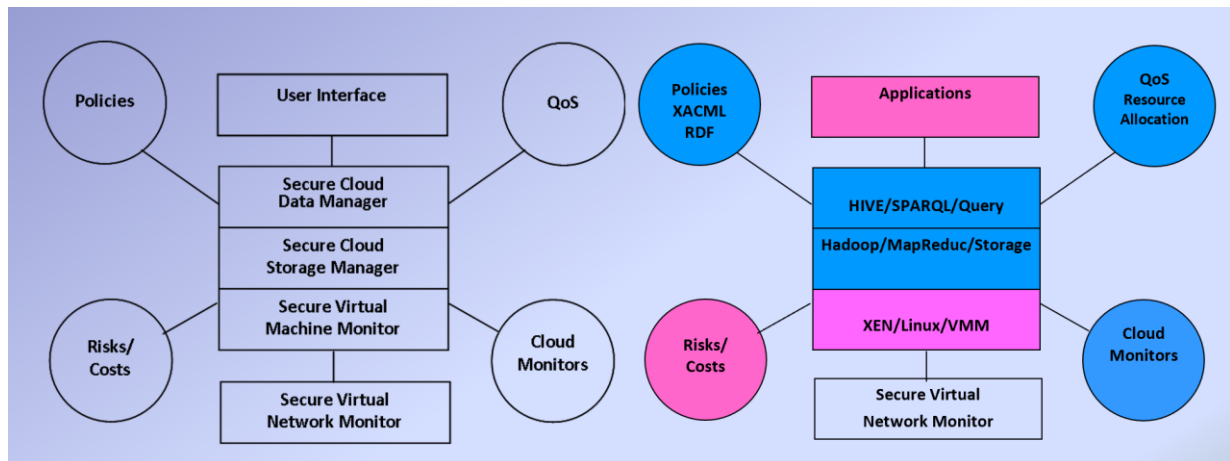 Policies
User Interface
QoS
Secure Cloud
Data Manager
Secure Cloud
Storage Manager
Secure Virtual
Machine Monitor
Risks/
Costs
Cloud
Monitors
Secure Virtual
Network Monitor
Policies
XACML
RDF
Applications
QoS
Resource
Allocation
HIVE/SPARQL/Query
Hadoop/MapReduc/Storage
XEN/Linux/VMM
Risks/
Costs
Cloud
Monitors
Secure Virtual
Network Monitor